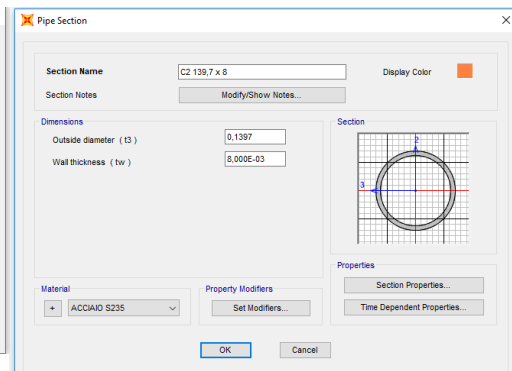 Pipe Section
Section Name C2 139,7 x 8 Display Color
Section Notes Modify/Show Notes...
Dimensions Section
Outside diameter ( t3 ) 0,1397
Wall thickness ( tw ) 8,000E-03
2
3
Properties
Section Properties...
Material Property Modifiers
+ ACCIAIO S235 Set Modifiers... Time Dependent Properties...
OK Cancel